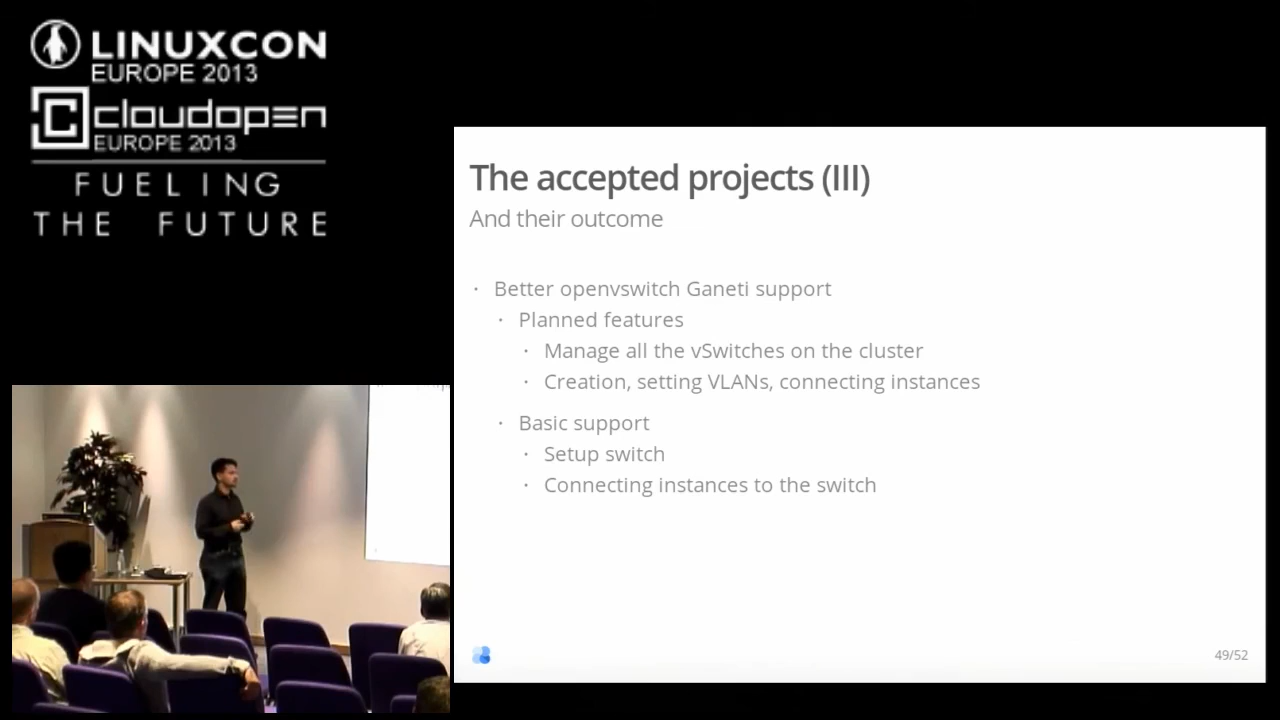 LINUXCON
EUROPE 2013
cloudopen
EUROPE 2013
FUELING
THE FUTURE
The accepted projects (III)
And their outcome
· Better openvswitch Ganeti support
· Planned features
· Manage all the vSwitches on the cluster
· Creation, setting VLANs, connecting instances
· Basic support
· Setup switch
· Connecting instances to the switch
49/52